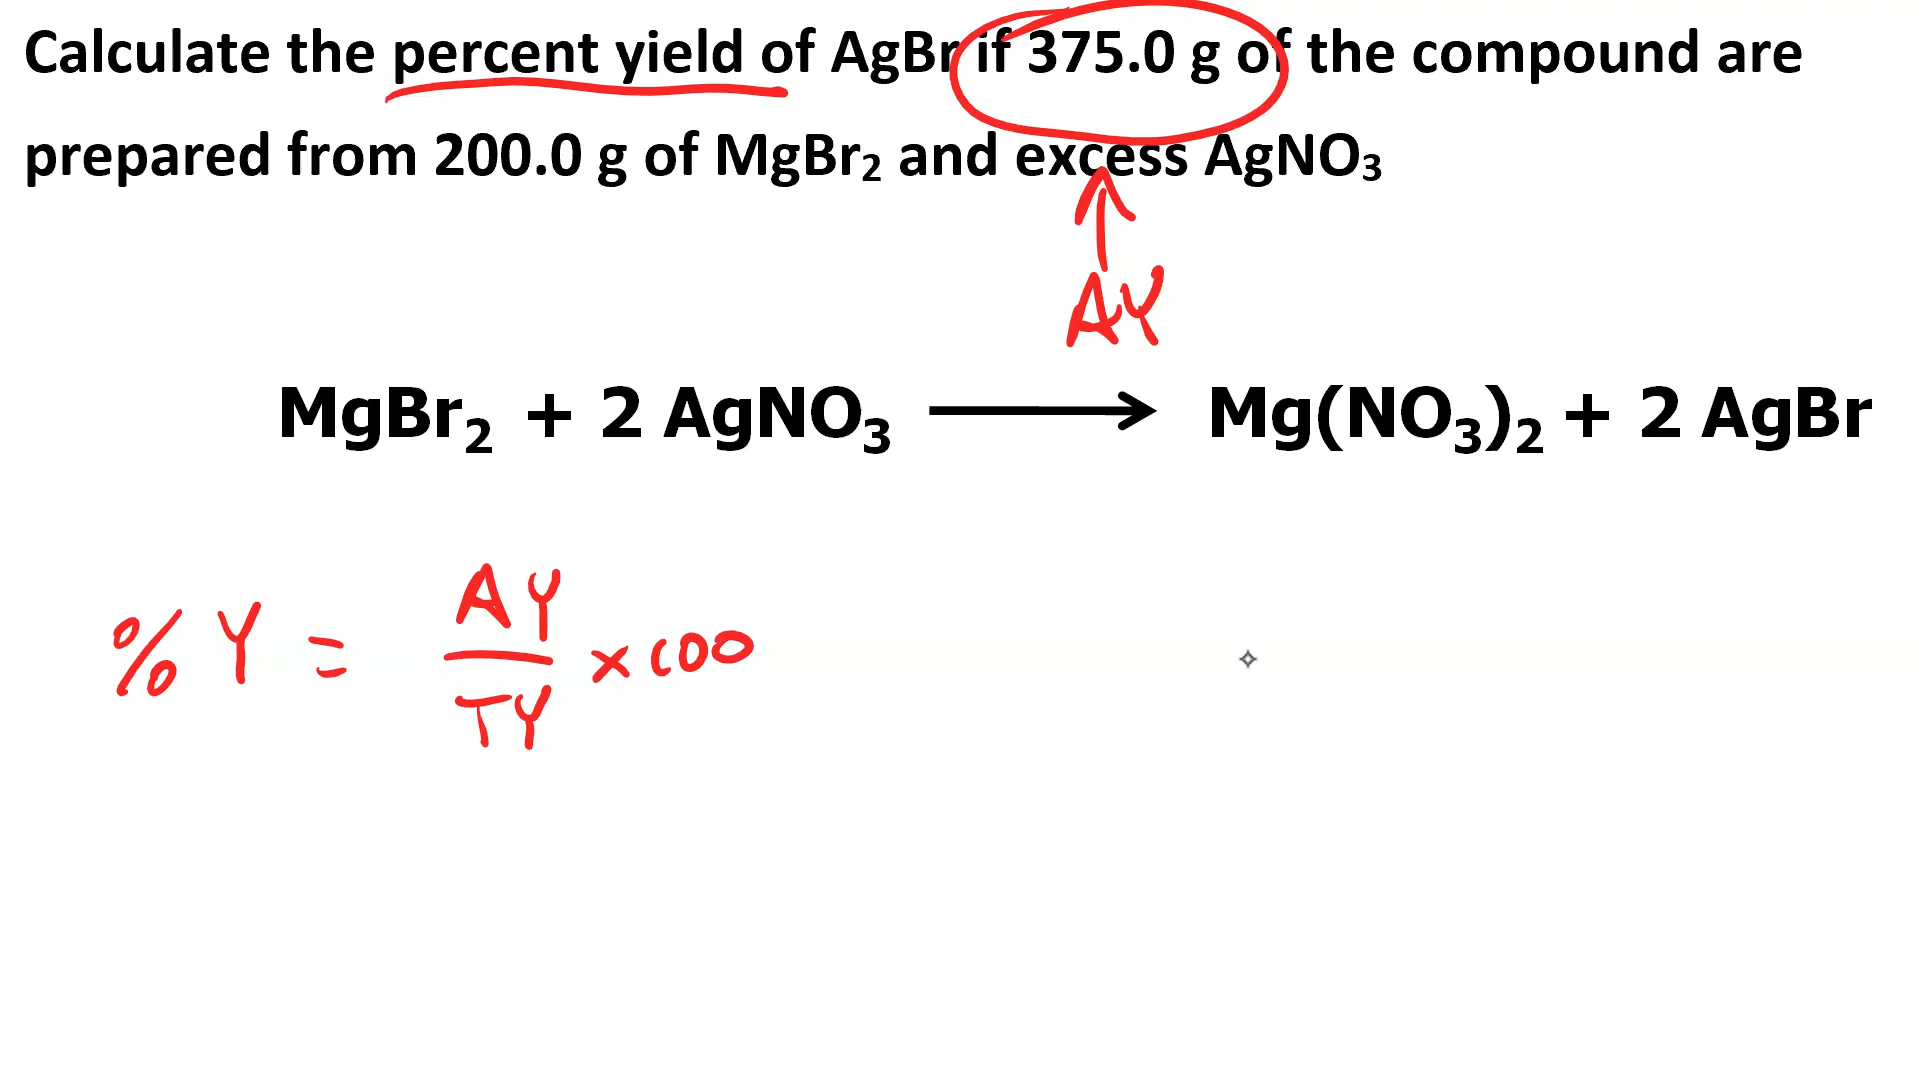 Calculate the percent yield of AgBr if 375.0 g of the compound are
prepared from 200.0 g of MgBr₂ and excess AgNO₃
AY
MgBr₂ + 2 AgNO₃ ⟶ Mg(NO₃)₂ + 2 AgBr
% Y = AY / TY × 100